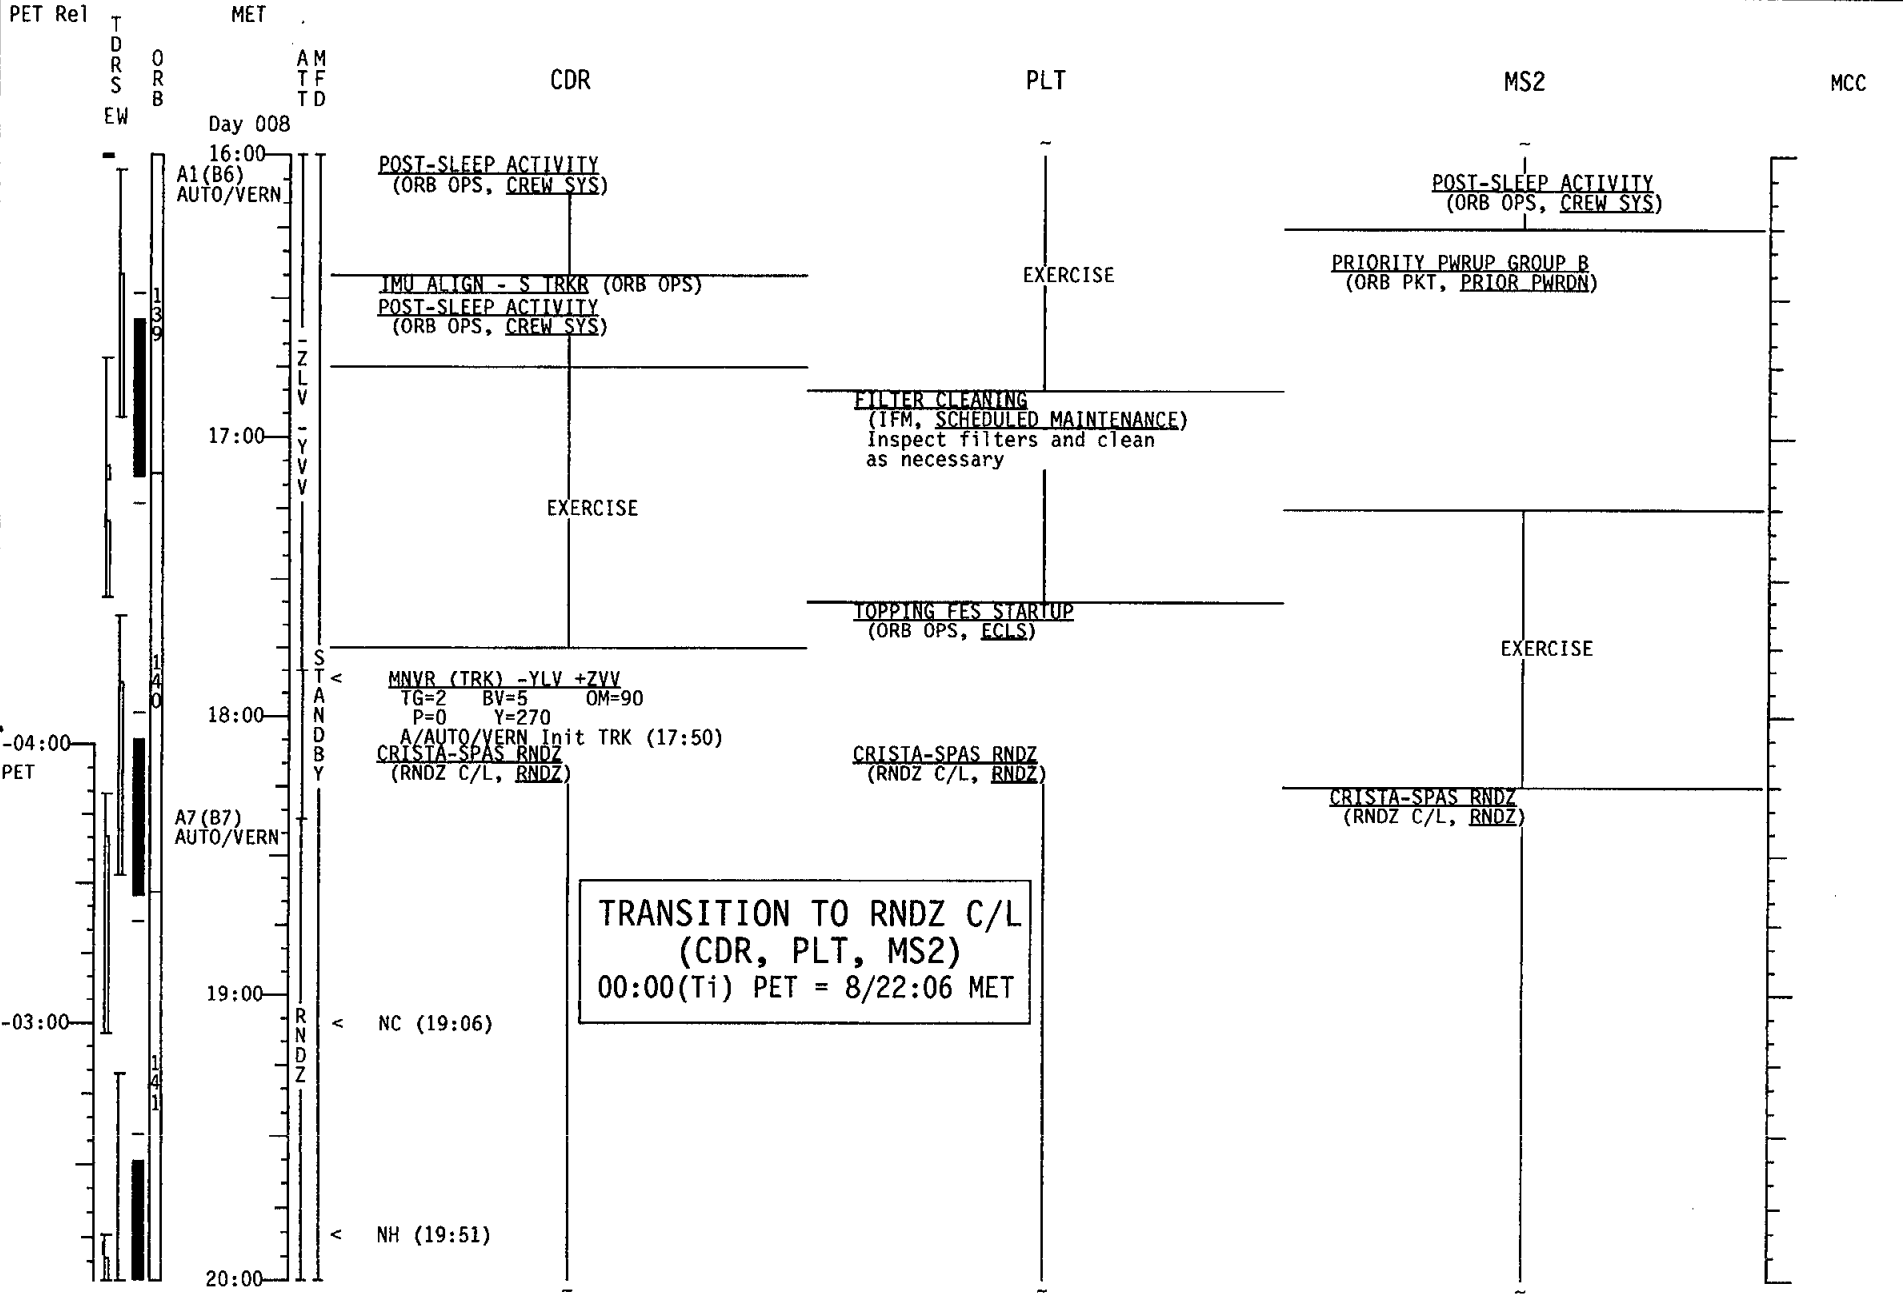 PET Rel
TDRS
EW
ORB
MET
ATT
MFD
CDR
PLT
MS2
MCC
Day 008
16:00
A1(B6)
AUTO/VERN
POST-SLEEP ACTIVITY
(ORB OPS, CREW SYS)
~
~
POST-SLEEP ACTIVITY
(ORB OPS, CREW SYS)
IMU ALIGN - S TRKR (ORB OPS)
POST-SLEEP ACTIVITY
(ORB OPS, CREW SYS)
EXERCISE
PRIORITY PWRUP GROUP B
(ORB PKT, PRIOR PWRDN)
139
-ZLV
-YVV
17:00
FILTER CLEANING
(IFM, SCHEDULED MAINTENANCE)
Inspect filters and clean
as necessary
EXERCISE
TOPPING FES STARTUP
(ORB OPS, ECLS)
EXERCISE
140
STANDBY
< MNVR (TRK) -YLV +ZVV
TG=2 BV=5 OM=90
P=0 Y=270
A/AUTO/VERN Init TRK (17:50)
18:00
-04:00
PET
CRISTA-SPAS RNDZ
(RNDZ C/L, RNDZ)
CRISTA-SPAS RNDZ
(RNDZ C/L, RNDZ)
CRISTA-SPAS RNDZ
(RNDZ C/L, RNDZ)
A7(B7)
AUTO/VERN
TRANSITION TO RNDZ C/L
(CDR, PLT, MS2)
00:00(Ti) PET = 8/22:06 MET
19:00
-03:00
RNDZ
< NC (19:06)
141
< NH (19:51)
20:00
~
~
~